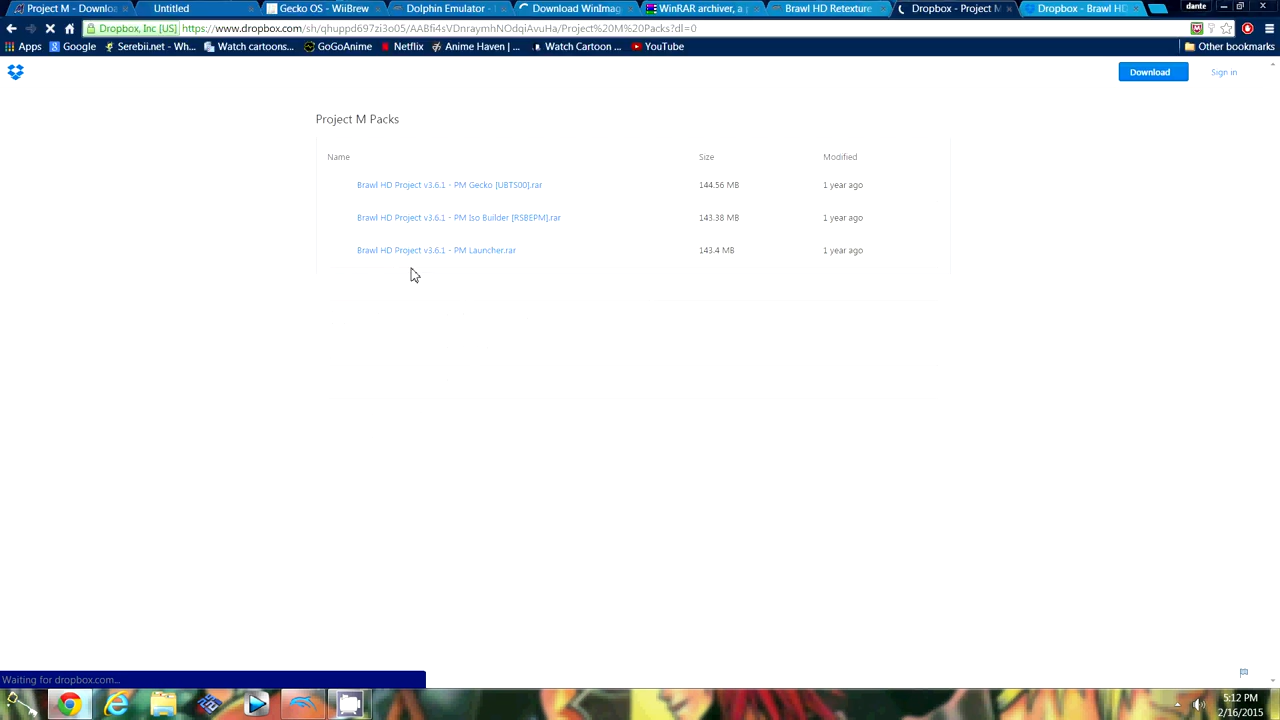 Project M - Downloa
Untitled
Gecko OS - WiiBrew
Dolphin Emulator -
Download WinImag
WinRAR archiver, a
Brawl HD Retexture
Dropbox - Project M
Dropbox - Brawl HD
dante
Dropbox, Inc [US]
https://www.dropbox.com/sh/qhuppd697zi3o05/AABfi4sVDnraymhNOdqiAvuHa/Project%20M%20Packs?dl=0
Apps
Google
Serebii.net - Wh...
Watch cartoons...
GoGoAnime
Netflix
Anime Haven | ...
Watch Cartoon ...
YouTube
Other bookmarks
Download
Sign in
Project M Packs
Name
Size
Modified
Brawl HD Project v3.6.1 - PM Gecko [UBTS00].rar
144.56 MB
1 year ago
Brawl HD Project v3.6.1 - PM Iso Builder [RSBEPM].rar
143.38 MB
1 year ago
Brawl HD Project v3.6.1 - PM Launcher.rar
143.4 MB
1 year ago
Waiting for dropbox.com...
5:12 PM
2/16/2015